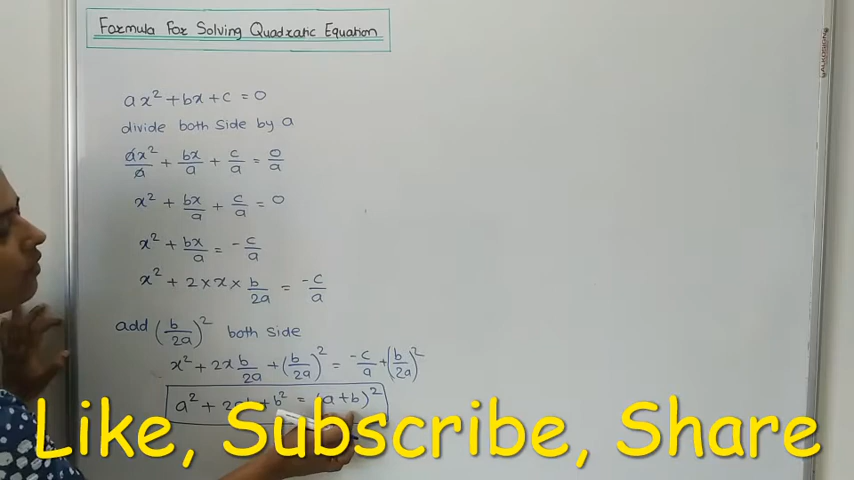 Formula For Solving Quadratic Equation
ax² + bx + c = 0
divide both side by a
ax²/a + bx/a + c/a = 0/a
x² + bx/a + c/a = 0
x² + bx/a = -c/a
x² + 2 × x × b/2a = -c/a
add (b/2a)² both side
x² + 2x b/2a + (b/2a)² = -c/a + (b/2a)²
a² + 2 + b² = (a + b)²
Like, Subscribe, Share